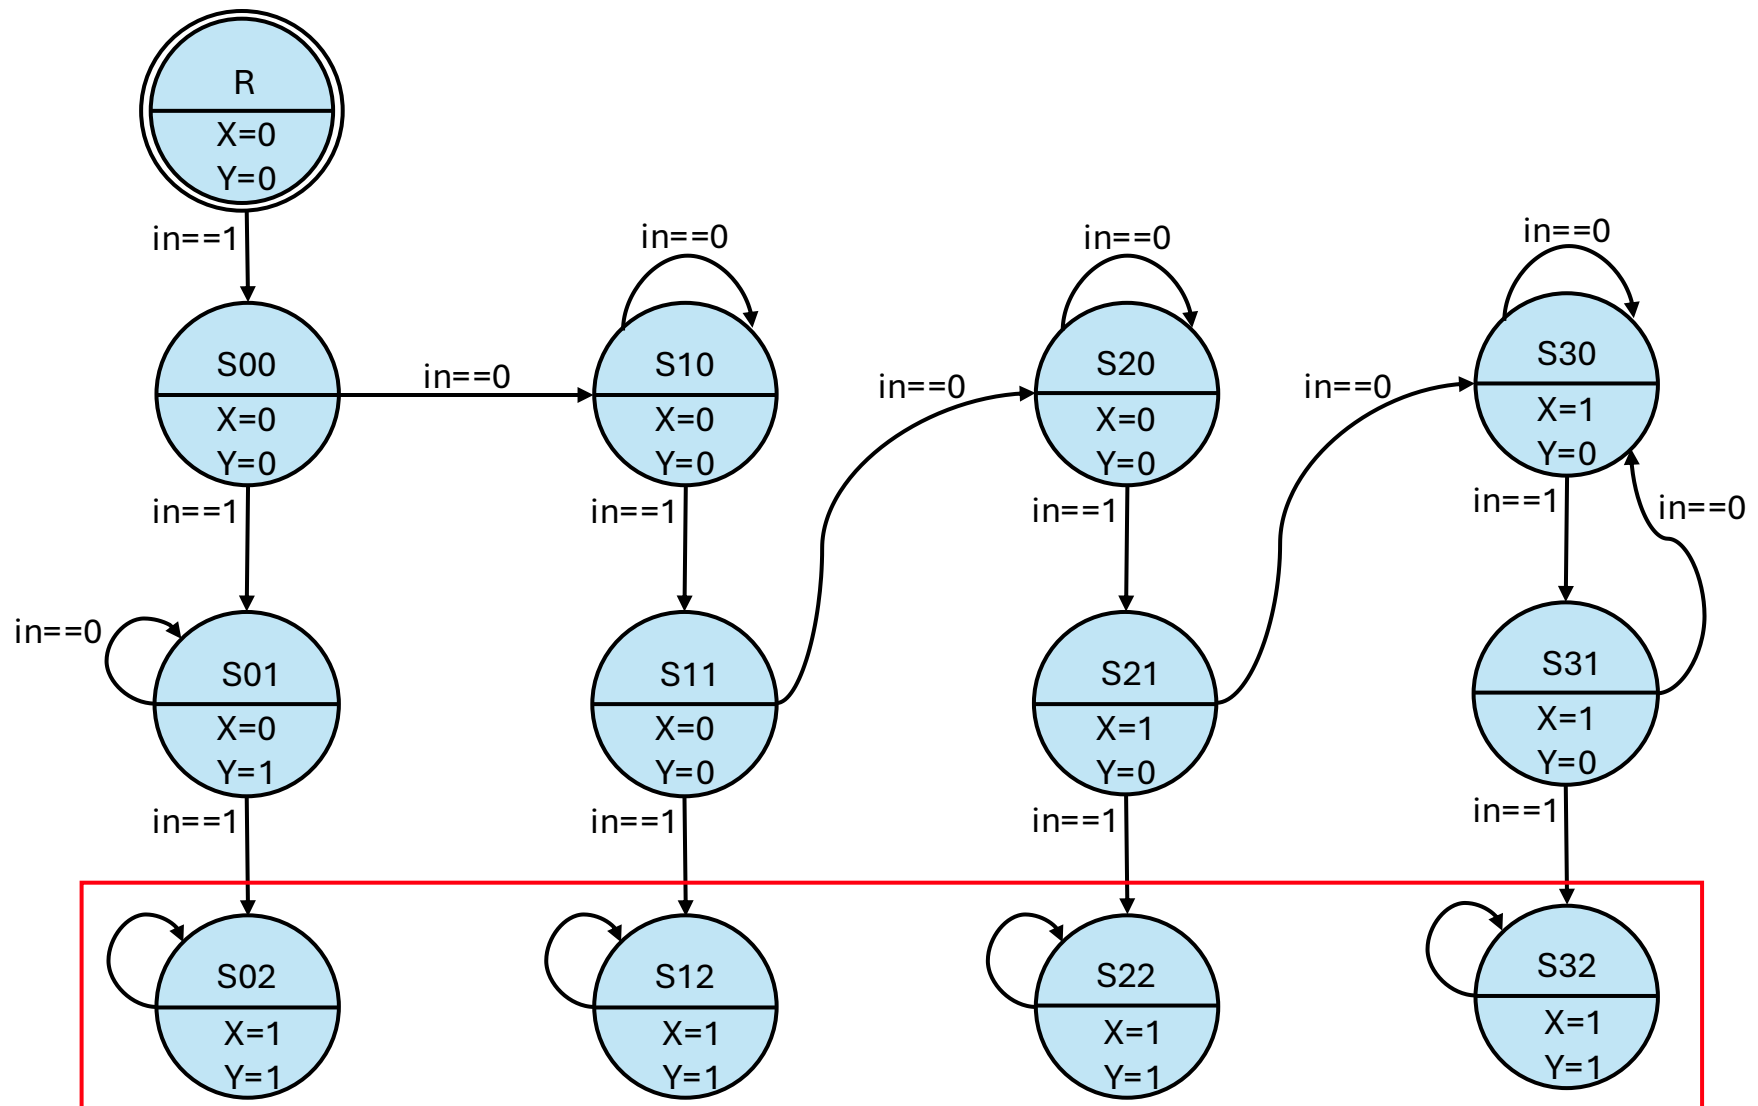 R
X=0
Y=0
in==1
in==0
in==0
in==0
S00
X=0
Y=0
in==0
S10
X=0
Y=0
in==0
S20
X=0
Y=0
in==0
S30
X=1
Y=0
in==1
in==1
in==1
in==1
in==0
in==0
S01
X=0
Y=1
S11
X=0
Y=0
S21
X=1
Y=0
S31
X=1
Y=0
in==1
in==1
in==1
in==1
S02
X=1
Y=1
S12
X=1
Y=1
S22
X=1
Y=1
S32
X=1
Y=1